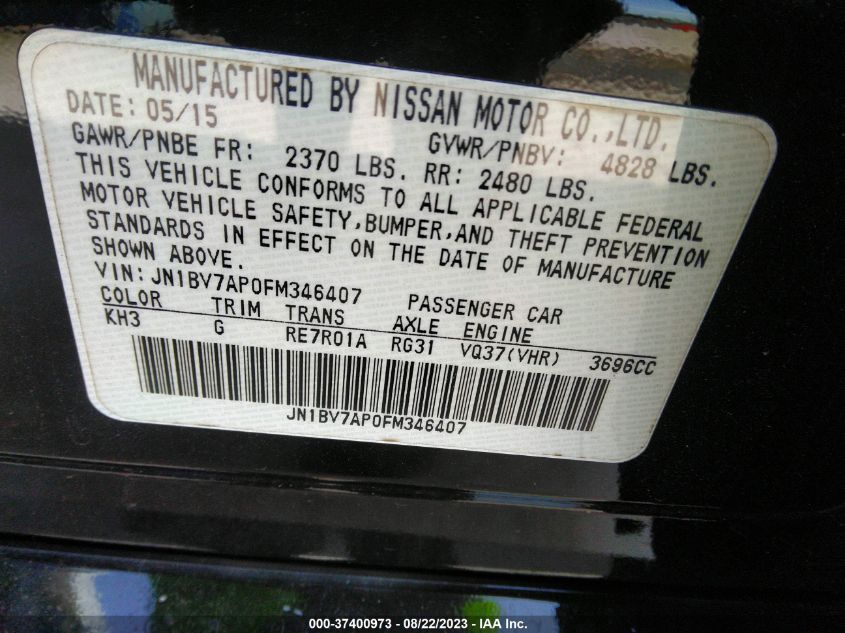 MANUFACTURED BY NISSAN MOTOR CO.,LTD.
DATE: 05/15 GVWR/PNBV: 4828 LBS.
GAWR/PNBE FR: 2370 LBS. RR: 2480 LBS.
THIS VEHICLE CONFORMS TO ALL APPLICABLE FEDERAL
MOTOR VEHICLE SAFETY,BUMPER,AND THEFT PREVENTION
STANDARDS IN EFFECT ON THE DATE OF MANUFACTURE
SHOWN ABOVE.
VIN: JN1BV7AP0FM346407 PASSENGER CAR
COLOR TRIM TRANS AXLE ENGINE
KH3 G RE7R01A RG31 VQ37(VHR) 3696CC
JN1BV7AP0FM346407
000-37400973 - 08/22/2023 - IAA Inc.